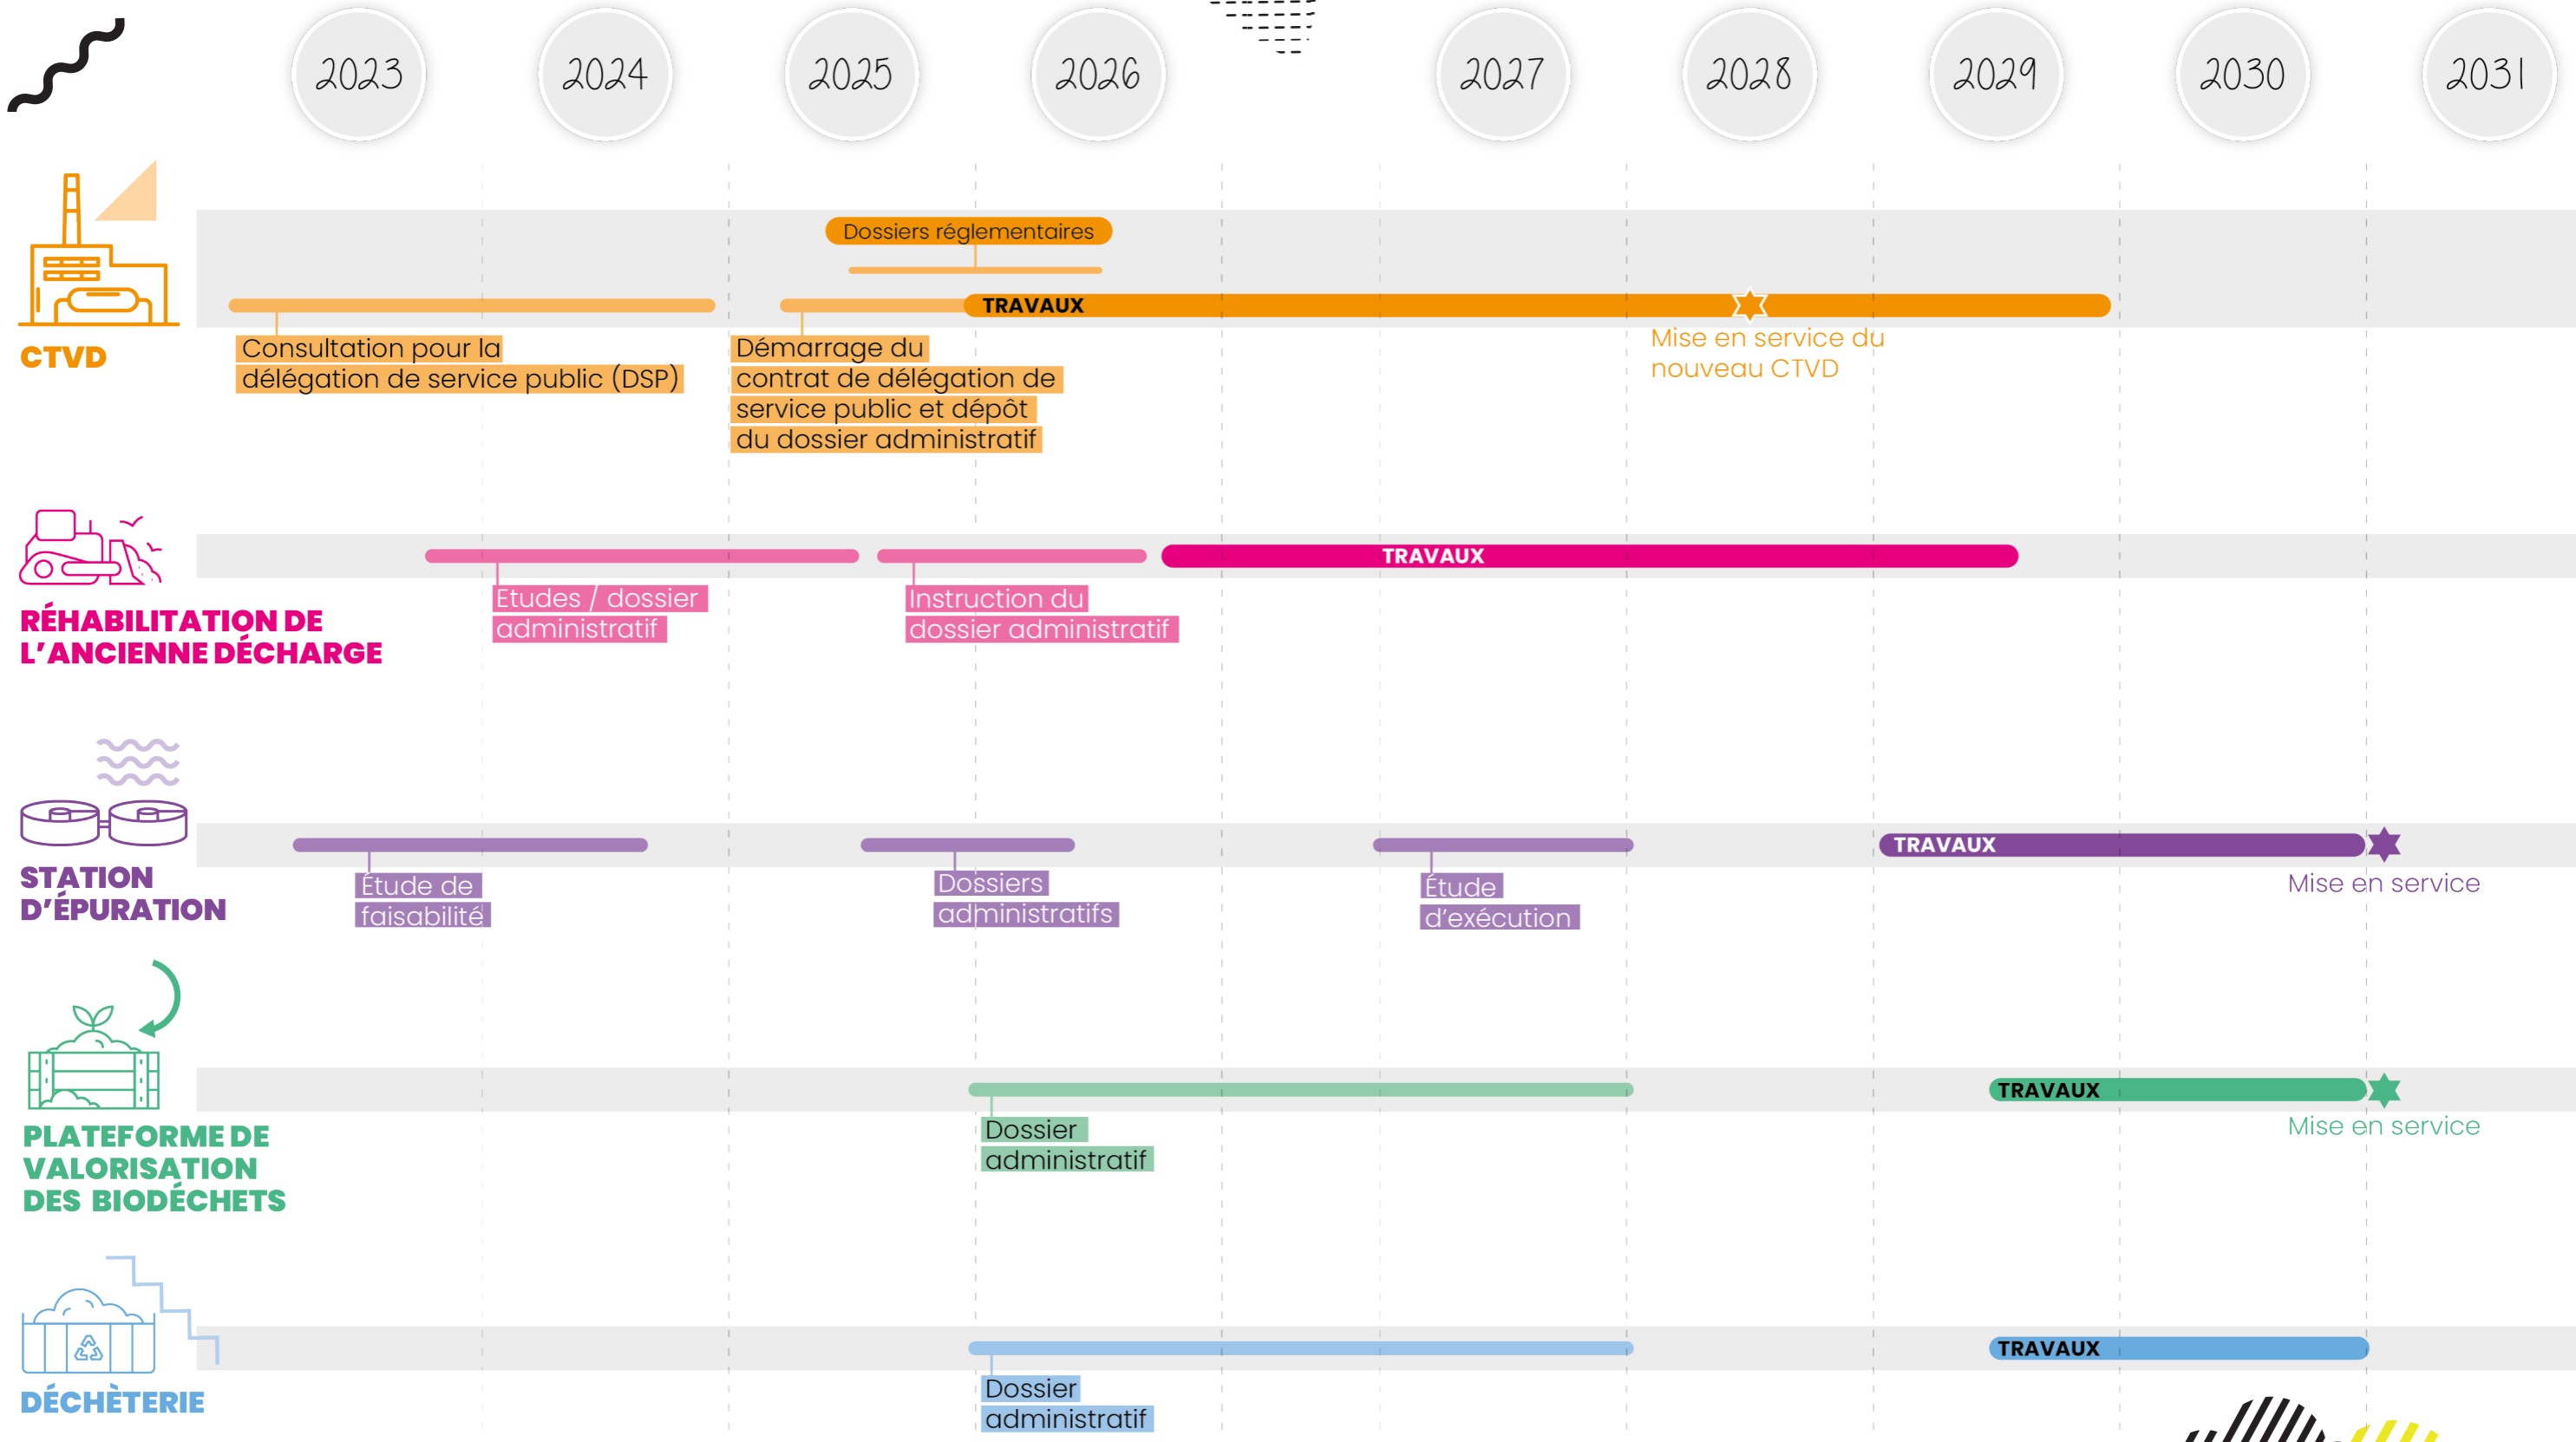 2023 2024 2025 2026 2027 2028 2029 2030 2031
Dossiers réglementaires
TRAVAUX
CTVD
Consultation pour la
délégation de service public (DSP)
Démarrage du
contrat de délégation de
service public et dépôt
du dossier administratif
Mise en service du
nouveau CTVD
TRAVAUX
RÉHABILITATION DE
L'ANCIENNE DÉCHARGE
Etudes / dossier
administratif
Instruction du
dossier administratif
TRAVAUX
STATION
D'ÉPURATION
Étude de
faisabilité
Dossiers
administratifs
Étude
d'exécution
Mise en service
TRAVAUX
PLATEFORME DE
VALORISATION
DES BIODÉCHETS
Dossier
administratif
Mise en service
TRAVAUX
DÉCHÈTERIE
Dossier
administratif